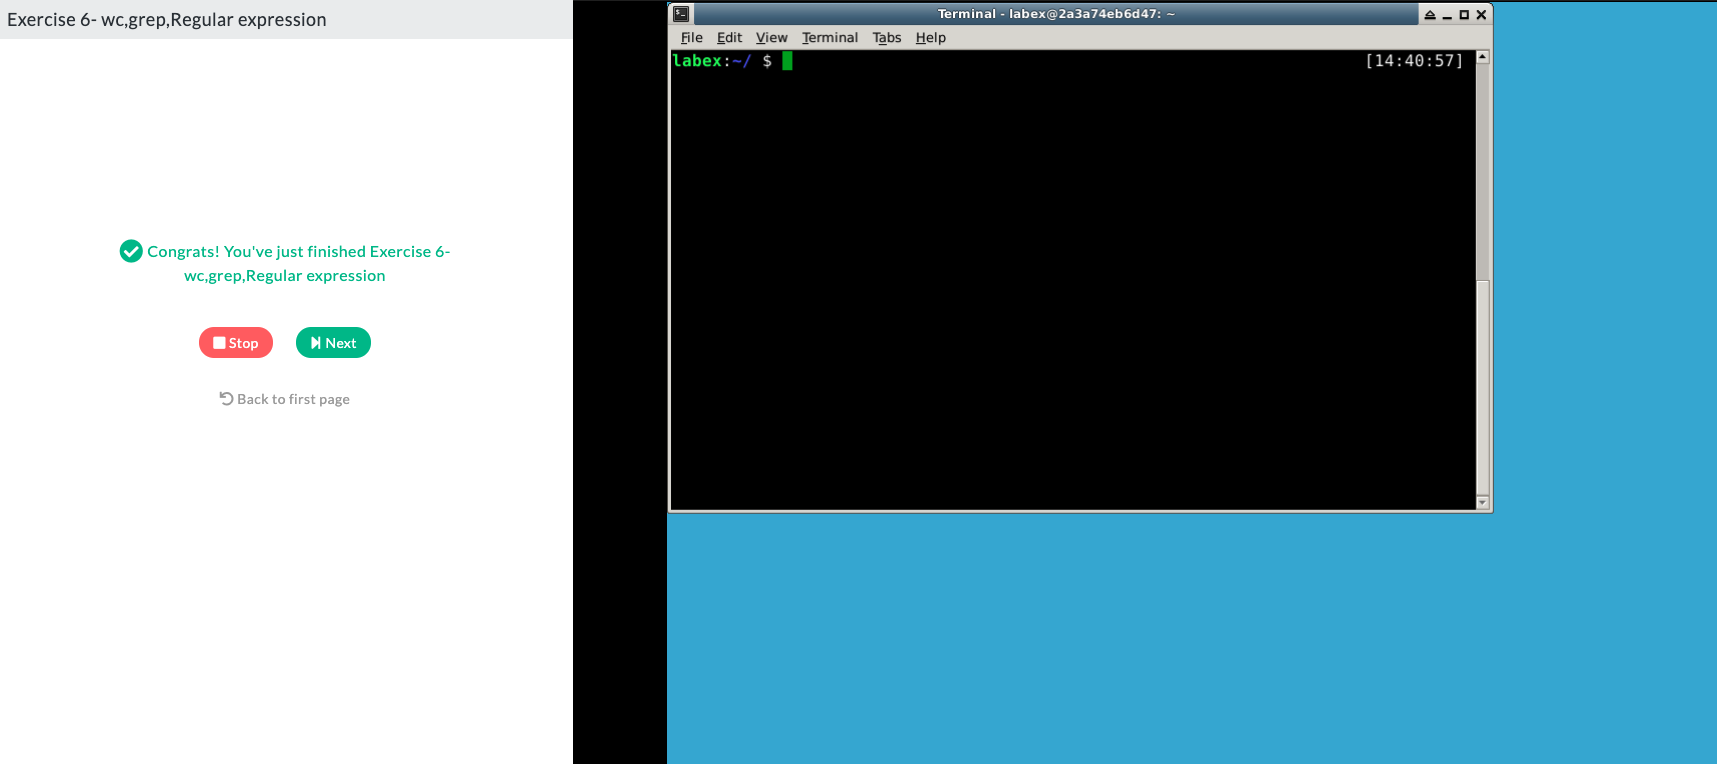 Exercise 6- wc,grep,Regular expression
Congrats! You've just finished Exercise 6-
wc,grep,Regular expression
Stop
Next
Back to first page
Terminal - labex@2a3a74eb6d47: ~
File Edit View Terminal Tabs Help
labex:~/ $ [14:40:57]